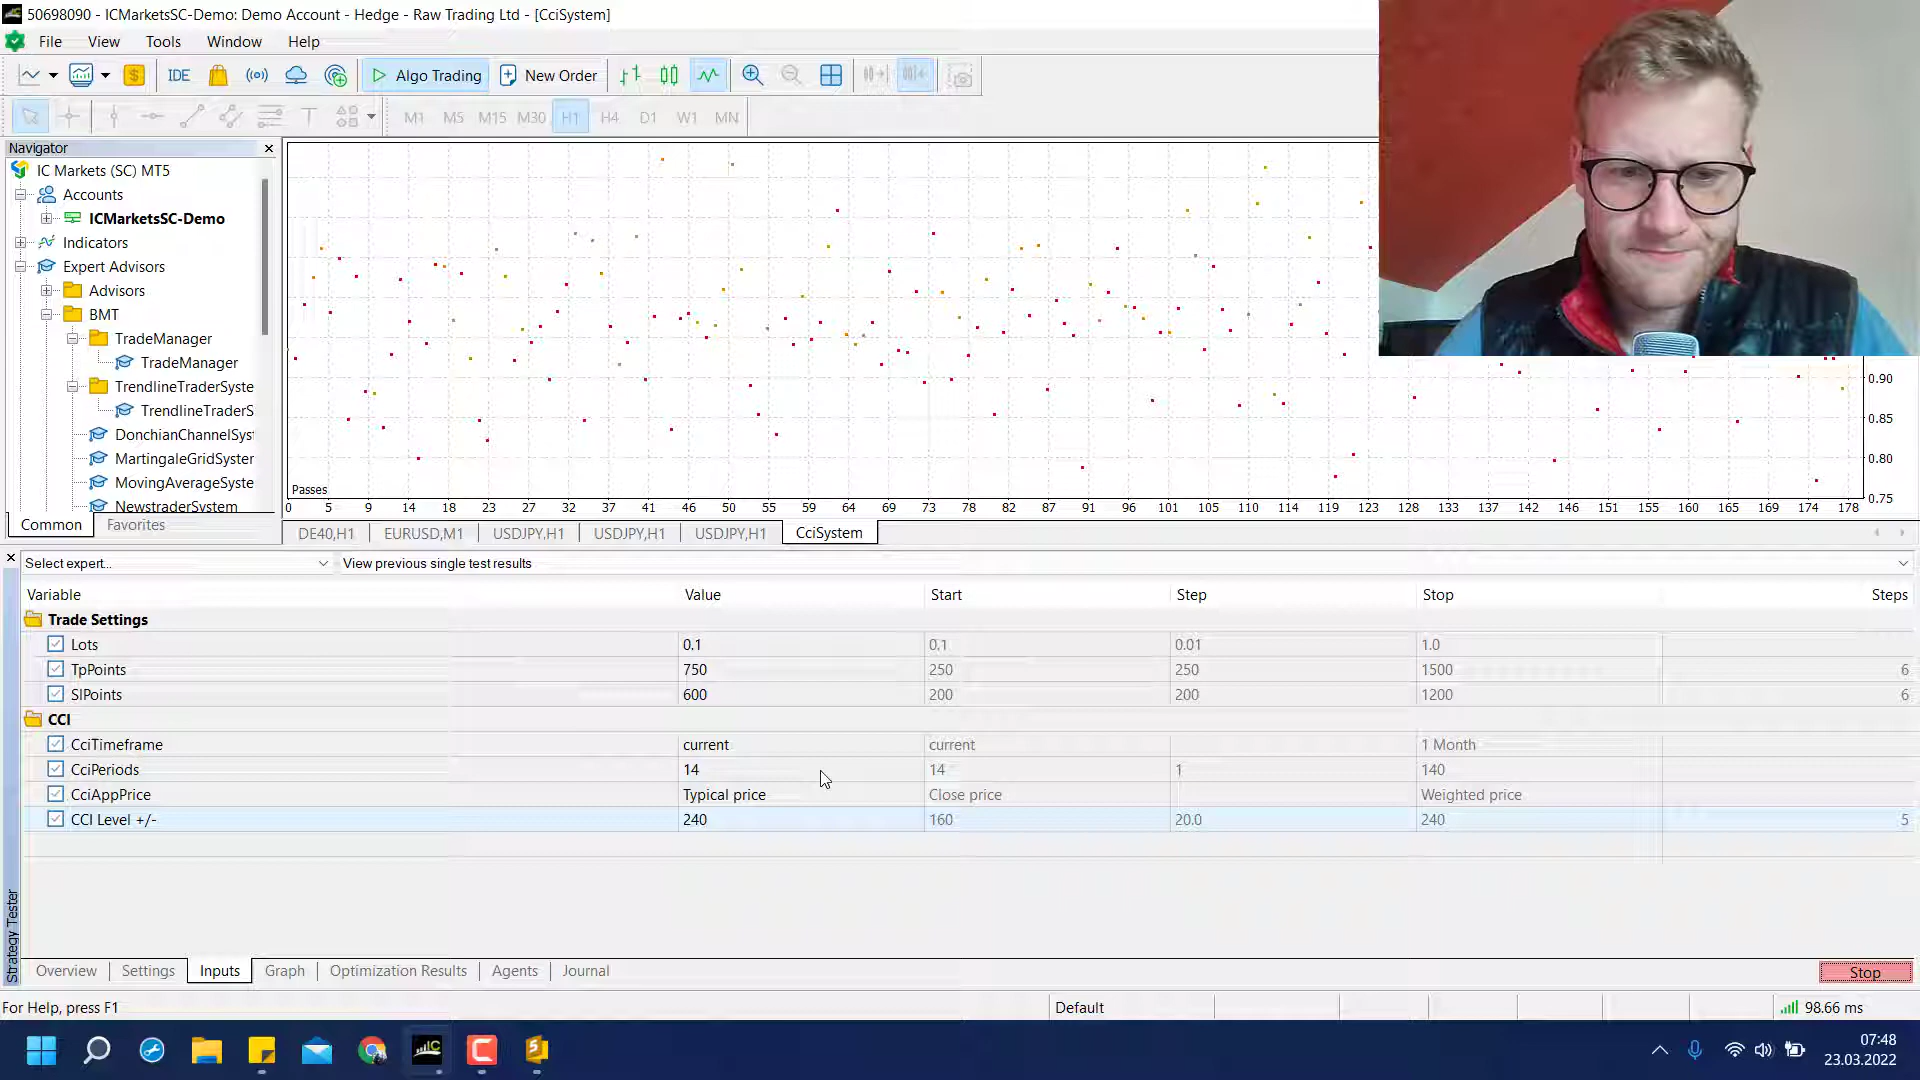 50698090 - ICMarketsSC-Demo: Demo Account - Hedge - Raw Trading Ltd - [CciSystem]
File View Tools Window Help
IDE Algo Trading New Order
M1 M5 M15 M30 H1 H4 D1 W1 MN
Navigator
IC Markets (SC) MT5
Accounts
ICMarketsSC-Demo
Indicators
Expert Advisors
Advisors
BMT
TradeManager
TradeManager
TrendlineTraderSyste
TrendlineTraderS
DonchianChannelSyst
MartingaleGridSyster
MovingAverageSyste
NewstraderSystem
Common Favorites
0.90
0.85
0.80
0.75
Passes
0 5 9 14 18 23 27 32 37 41 46 50 55 59 64 69 73 78 82 87 91 96 100 105 110 114 119 123 128 133 137 142 146 151 155 160 165 169 174 178
DE40,H1 EURUSD,M1 USDJPY,H1 USDJPY,H1 USDJPY,H1 CciSystem
Select expert... View previous single test results
Variable Value Start Step Stop Steps
Trade Settings
Lots 0.1 0.1 0.01 1.0
TpPoints 750 250 250 1500 6
SlPoints 600 200 200 1200 6
CCI
CciTimeframe current current 1 Month
CciPeriods 14 14 1 140
CciAppPrice Typical price Close price Weighted price
CCI Level +/- 240 160 20.0 240 5
Strategy Tester
Overview Settings Inputs Graph Optimization Results Agents Journal Stop
For Help, press F1 Default 98.66 ms
IC
07:48
23.03.2022